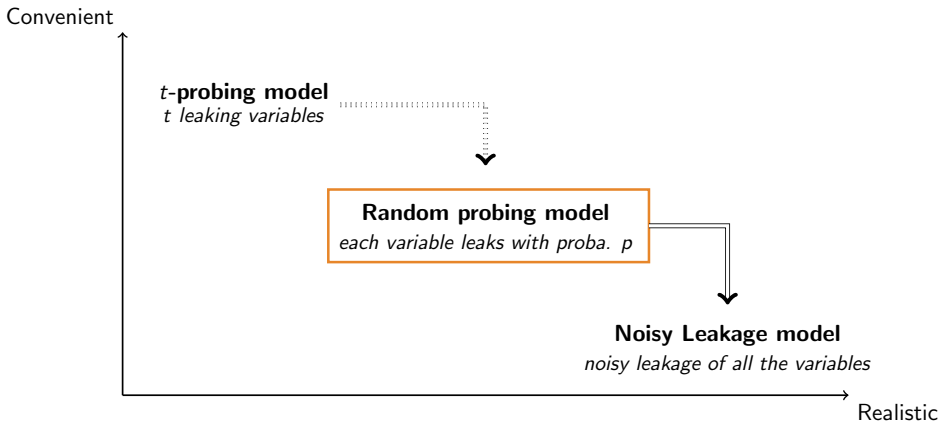 Convenient
t-probing model
t leaking variables
Random probing model
each variable leaks with proba. p
Noisy Leakage model
noisy leakage of all the variables
Realistic